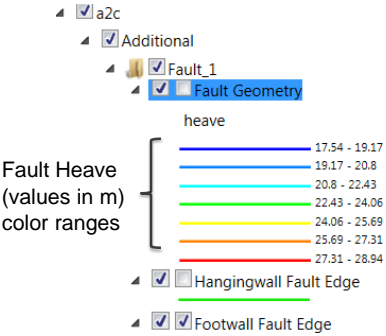 a2c
Additional
Fault_1
Fault Geometry
heave
Fault Heave
(values in m)
color ranges
17.54 - 19.17
19.17 - 20.8
20.8 - 22.43
22.43 - 24.06
24.06 - 25.69
25.69 - 27.31
27.31 - 28.94
Hangingwall Fault Edge
Footwall Fault Edge